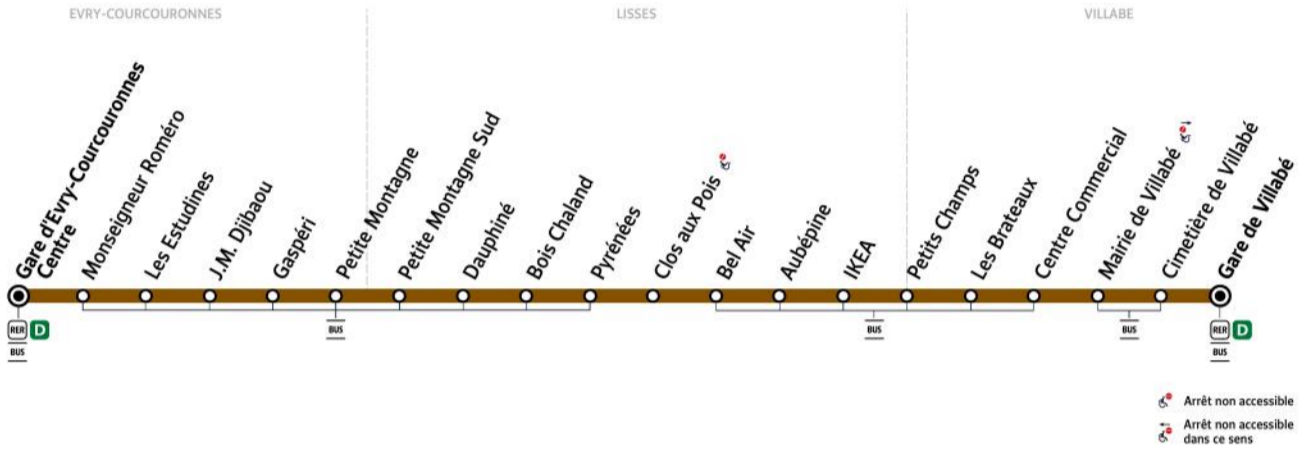 EVRY-COURCOURONNES
LISSES
VILLABE
Gare d'Evry-Courcouronnes
Centre
Monseigneur Roméro
Les Estudines
J.M. Djibaou
Gaspéri
Petite Montagne
Petite Montagne Sud
Dauphiné
Bois Chaland
Pyrénées
Clos aux Pois
Bel Air
Aubépine
IKEA
Petits Champs
Les Brateaux
Centre Commercial
Mairie de Villabé
Cimetière de Villabé
Gare de Villabé
RER D
BUS
BUS
BUS
BUS
RER D
BUS
Arrêt non accessible
Arrêt non accessible
dans ce sens